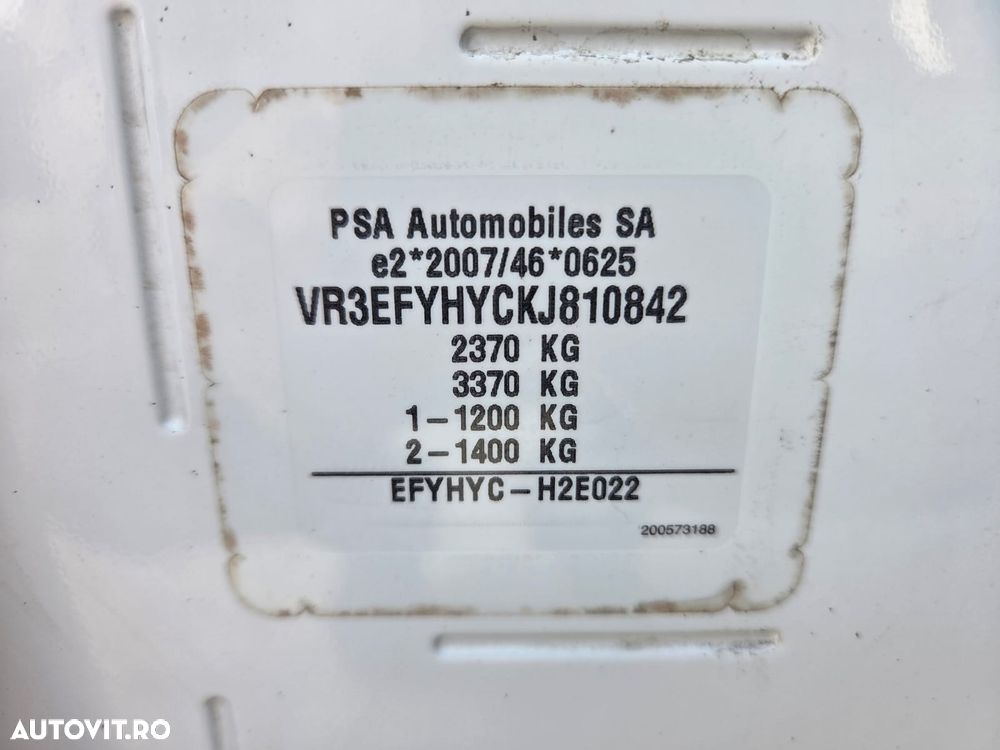 PSA Automobiles SA
e2*2007/46*0625
VR3EFYHYCKJ810842
2370 KG
3370 KG
1-1200 KG
2-1400 KG
EFYHYC-H2E022
200573188
AUTOVIT.RO